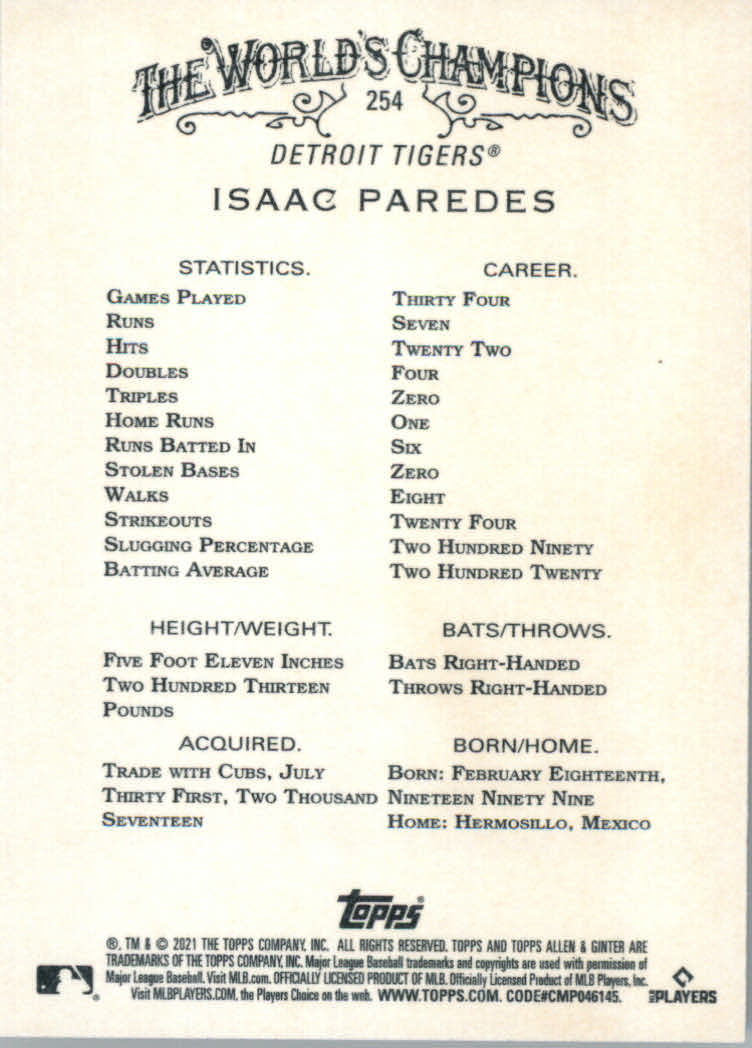 THE WORLD'S CHAMPIONS
254
DETROIT TIGERS®
ISAAC PAREDES
STATISTICS. CAREER.
GAMES PLAYED THIRTY FOUR
RUNS SEVEN
HITS TWENTY TWO
DOUBLES FOUR
TRIPLES ZERO
HOME RUNS ONE
RUNS BATTED IN SIX
STOLEN BASES ZERO
WALKS EIGHT
STRIKEOUTS TWENTY FOUR
SLUGGING PERCENTAGE TWO HUNDRED NINETY
BATTING AVERAGE TWO HUNDRED TWENTY
HEIGHT/WEIGHT. BATS/THROWS.
FIVE FOOT ELEVEN INCHES BATS RIGHT-HANDED
TWO HUNDRED THIRTEEN THROWS RIGHT-HANDED
POUNDS
ACQUIRED. BORN/HOME.
TRADE WITH CUBS, JULY BORN: FEBRUARY EIGHTEENTH,
THIRTY FIRST, TWO THOUSAND NINETEEN NINETY NINE
SEVENTEEN HOME: HERMOSILLO, MEXICO
topps®
®, TM & © 2021 THE TOPPS COMPANY, INC. ALL RIGHTS RESERVED. TOPPS AND TOPPS ALLEN & GINTER ARE
TRADEMARKS OF THE TOPPS COMPANY, INC. Major League Baseball trademarks and copyrights are used with permission of
Major League Baseball. Visit MLB.com. OFFICIALLY LICENSED PRODUCT OF MLB. Officially Licensed Product of MLB Players, Inc.
Visit MLBPLAYERS.COM, the Players Choice on the web. WWW.TOPPS.COM. CODE#CMP046145.
MLB PLAYERS